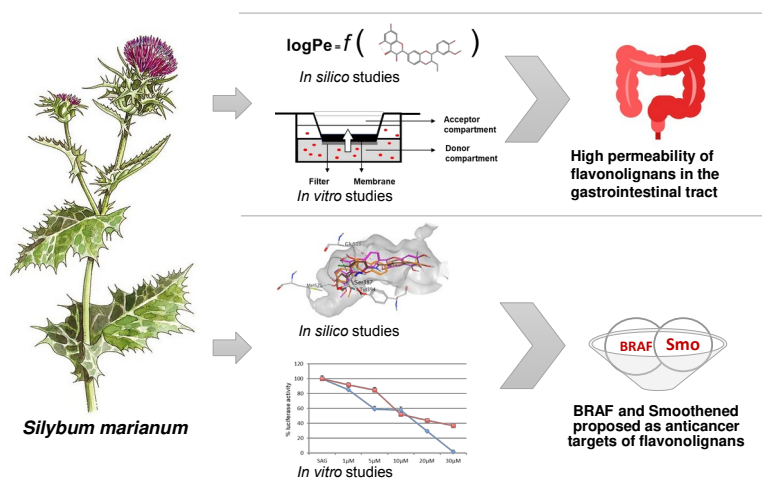 logPe = f ( )
In silico studies
Acceptor
compartment
Donor
compartment
Filter
Membrane
In vitro studies
High permeability of
flavonolignans in the
gastrointestinal tract
Silybum marianum
Ser387
Tyr394
In silico studies
% luciferase activity
120
100
80
60
40
20
0
SAG
1µM
5µM
10µM
20µM
30µM
In vitro studies
BRAF
Smo
BRAF and Smoothened
proposed as anticancer
targets of flavonolignans